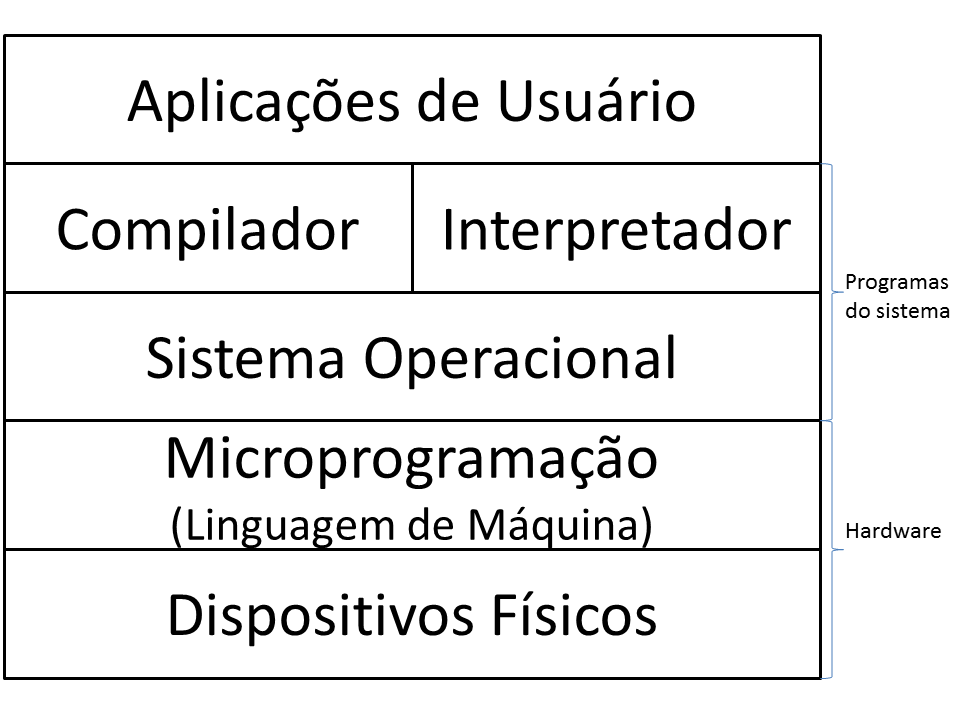 Aplicações de Usuário
Compilador
Interpretador
Programas
do sistema
Sistema Operacional
Microprogramação
(Linguagem de Máquina)
Hardware
Dispositivos Físicos